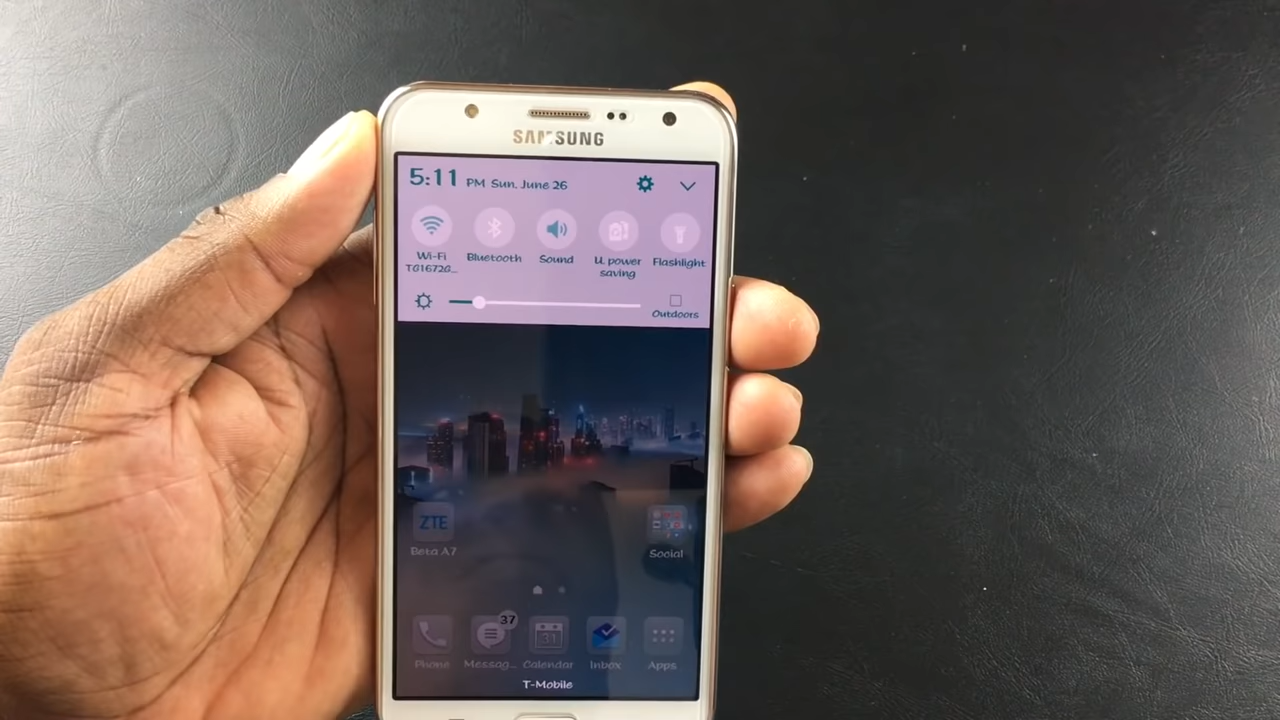 SAMSUNG
5:11 PM Sun, June 26
Wi-Fi Bluetooth Sound U. power Flashlight
TG1672G... saving
Outdoors
ZTE
Beta A7 Social
37
31
Phone Messag... Calendar Inbox Apps
T-Mobile